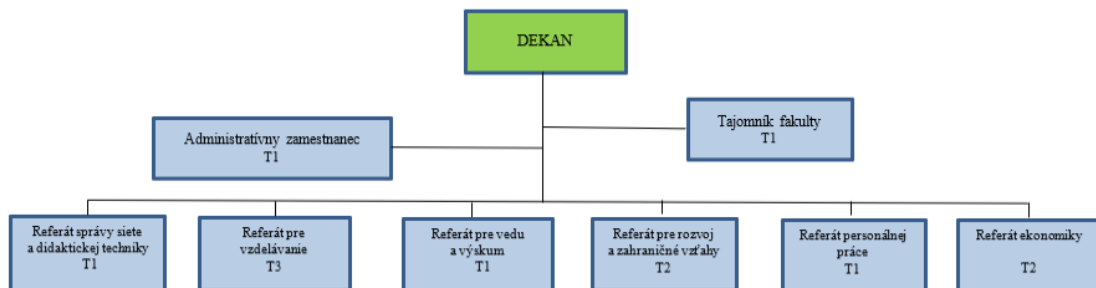 DEKAN
Tajomník fakulty
T1
Administratívny zamestnanec
T1
Referát správy siete
a didaktickej techniky
T1
Referát pre
vzdelávanie
T3
Referát pre vedu
a výskum
T1
Referát pre rozvoj
a zahraničné vzťahy
T2
Referát personálnej
práce
T1
Referát ekonomiky
T2